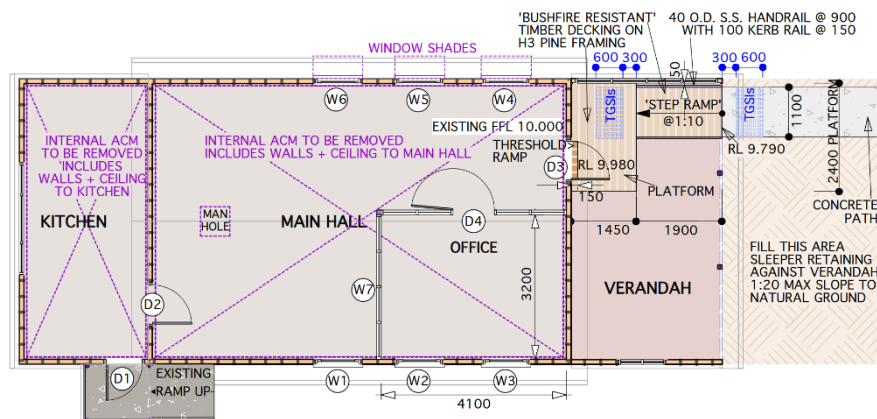 'BUSHFIRE RESISTANT'
TIMBER DECKING ON
H3 PINE FRAMING
40 O.D. S.S. HANDRAIL @ 900
WITH 100 KERB RAIL @ 150
WINDOW SHADES
600
300
50
300
600
W6
W5
W4
TGSIs
'STEP RAMP'
@1:10
TGSIs
1100
2400 PLATFORM
INTERNAL ACM
TO BE REMOVED
INCLUDES
WALLS + CEILING
TO KITCHEN
INTERNAL ACM TO BE REMOVED
INCLUDES WALLS + CEILING TO MAIN HALL
EXISTING FFL 10.000
THRESHOLD
RAMP
D3
RL 9.980
RL 9.790
PLATFORM
150
CONCRETE
PATH
KITCHEN
MAN
HOLE
MAIN HALL
D4
OFFICE
1450
1900
FILL THIS AREA
SLEEPER RETAINING
AGAINST VERANDAH
1:20 MAX SLOPE TO
NATURAL GROUND
W7
3200
VERANDAH
D2
D1
EXISTING
RAMP UP
W1
W2
W3
4100